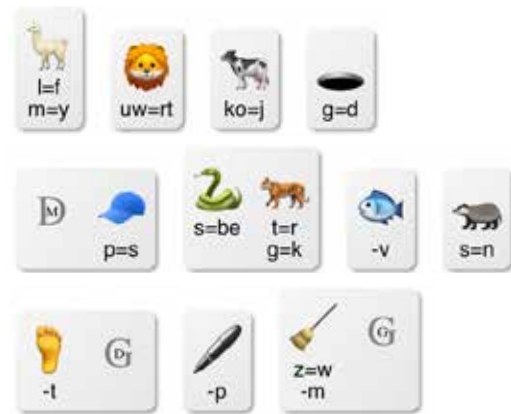 l=f
m=y
uw=rt
ko=j
g=d
D M
p=s
s=be
t=r
g=k
-v
s=n
-t
G D
-p
z=w
-m
G G